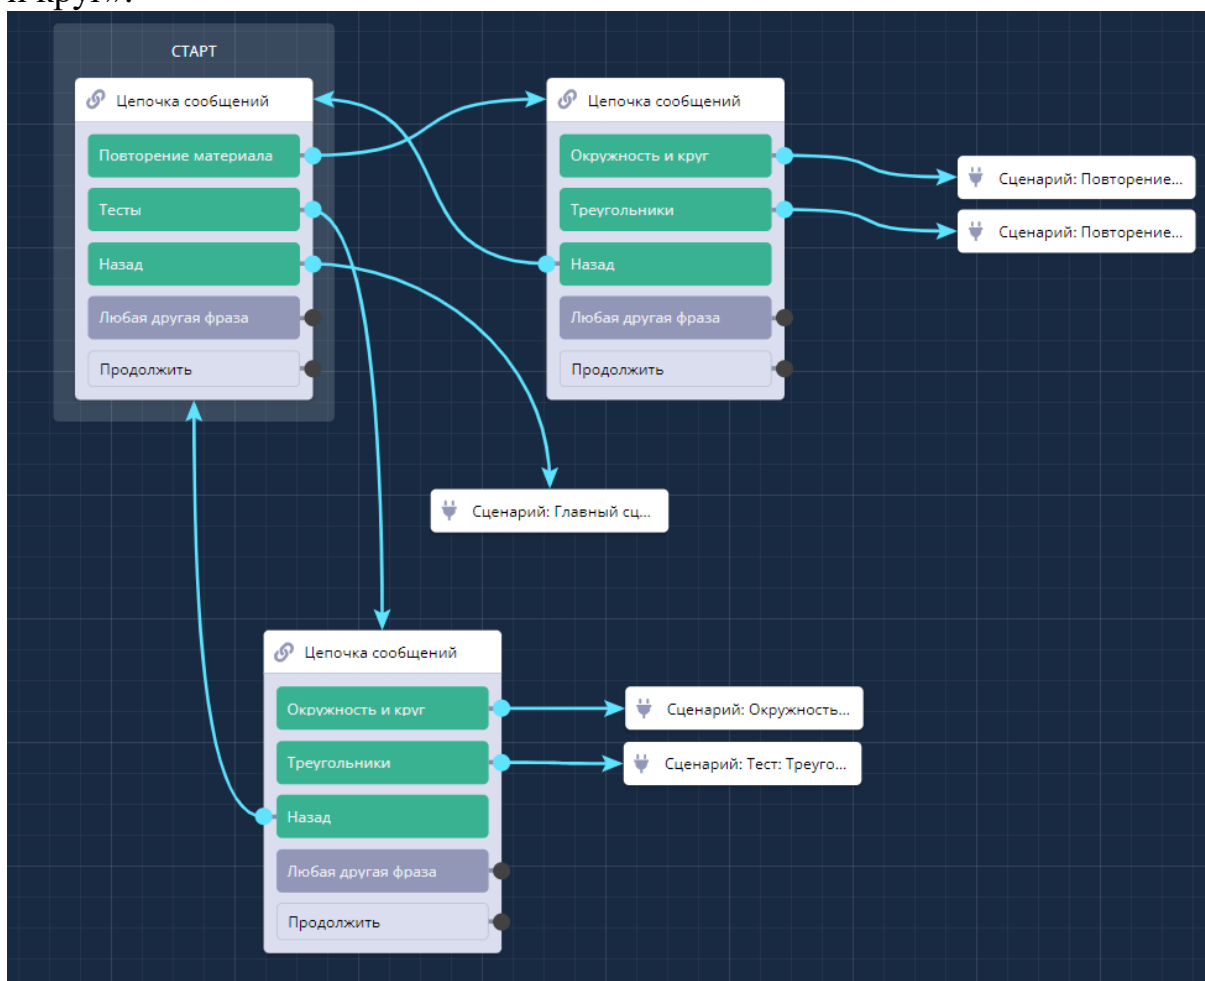 и круг».
СТАРТ
Цепочка сообщений
Повторение материала
Тесты
Назад
Любая другая фраза
Продолжить
Цепочка сообщений
Окружность и круг
Треугольники
Назад
Любая другая фраза
Продолжить
Сценарий: Повторение...
Сценарий: Повторение...
Сценарий: Главный сц...
Цепочка сообщений
Окружность и круг
Треугольники
Назад
Любая другая фраза
Продолжить
Сценарий: Окружность...
Сценарий: Тест: Треуго...